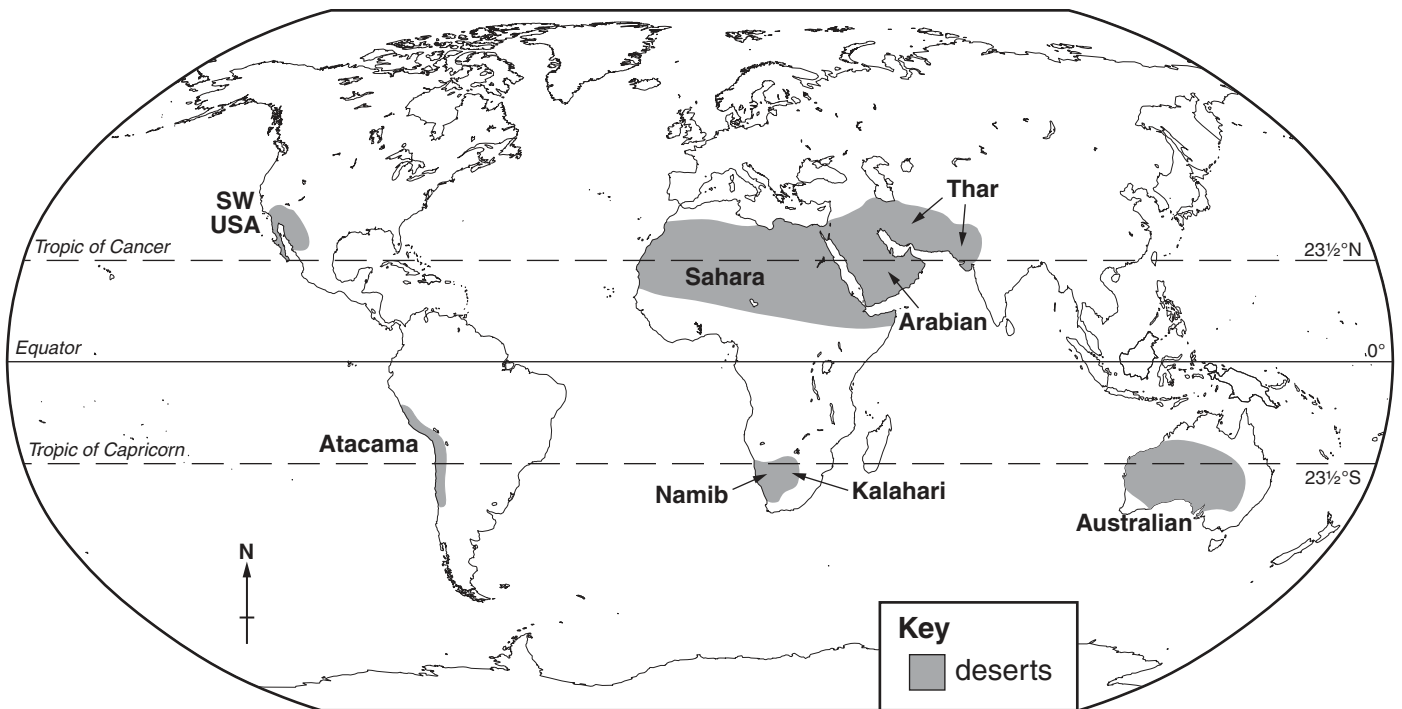 SW
USA
Thar
Tropic of Cancer
23½°N
Sahara
Arabian
Equator
0°
Atacama
Tropic of Capricorn
23½°S
Namib
Kalahari
Australian
N
Key
deserts